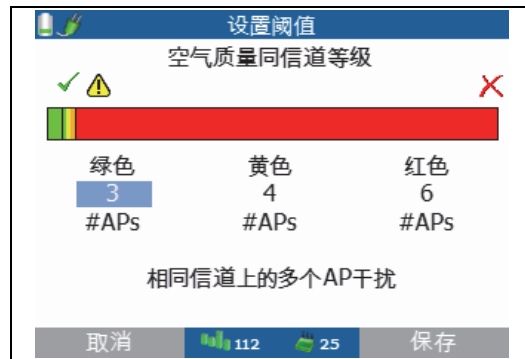 设置阈值
空气质量同信道等级
绿色 黄色 红色
3 4 6
#APs #APs #APs
相同信道上的多个AP干扰
取消 112 25 保存